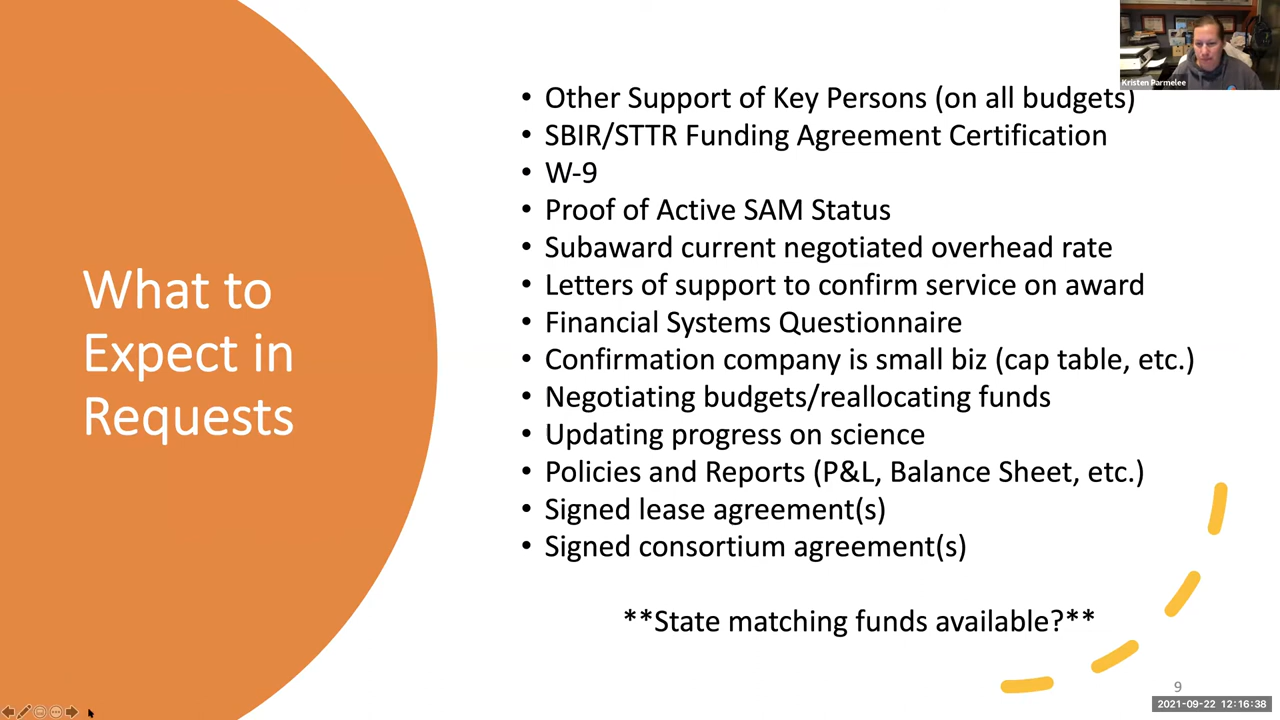 Kristen Parmelee
What to
Expect in
Requests
• Other Support of Key Persons (on all budgets)
• SBIR/STTR Funding Agreement Certification
• W-9
• Proof of Active SAM Status
• Subaward current negotiated overhead rate
• Letters of support to confirm service on award
• Financial Systems Questionnaire
• Confirmation company is small biz (cap table, etc.)
• Negotiating budgets/reallocating funds
• Updating progress on science
• Policies and Reports (P&L, Balance Sheet, etc.)
• Signed lease agreement(s)
• Signed consortium agreement(s)
**State matching funds available?**
9
2021-09-22 12:16:38